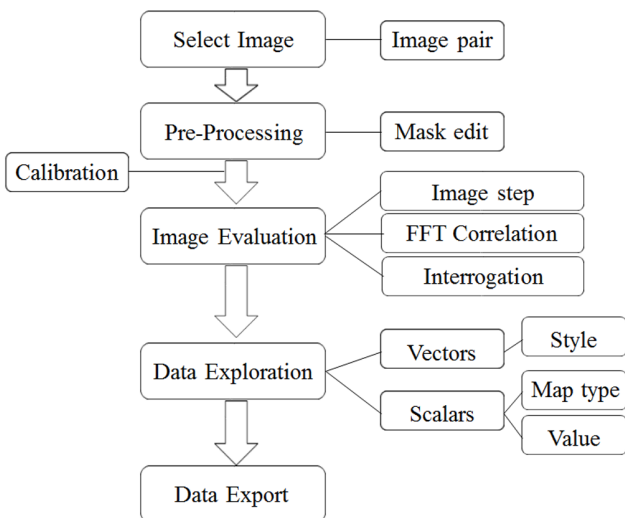 Select Image
Image pair
Pre-Processing
Mask edit
Calibration
Image step
Image Evaluation
FFT Correlation
Interrogation
Style
Vectors
Data Exploration
Map type
Scalars
Value
Data Export